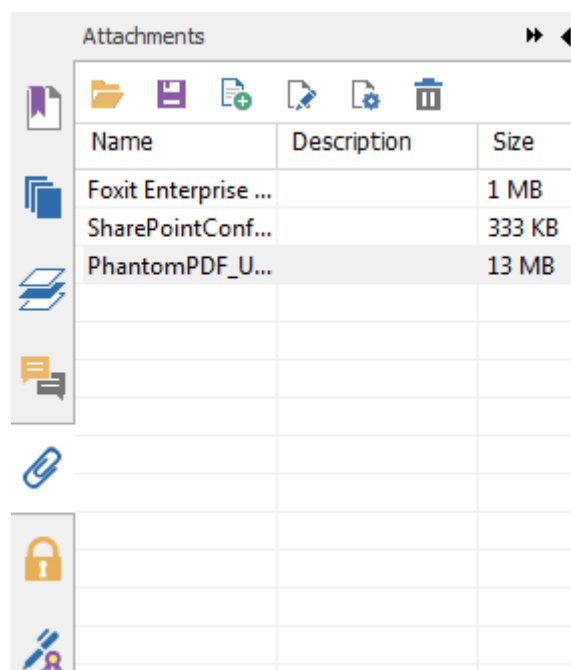 Attachments
Name Description Size
Foxit Enterprise ... 1 MB
SharePointConf... 333 KB
PhantomPDF_U... 13 MB